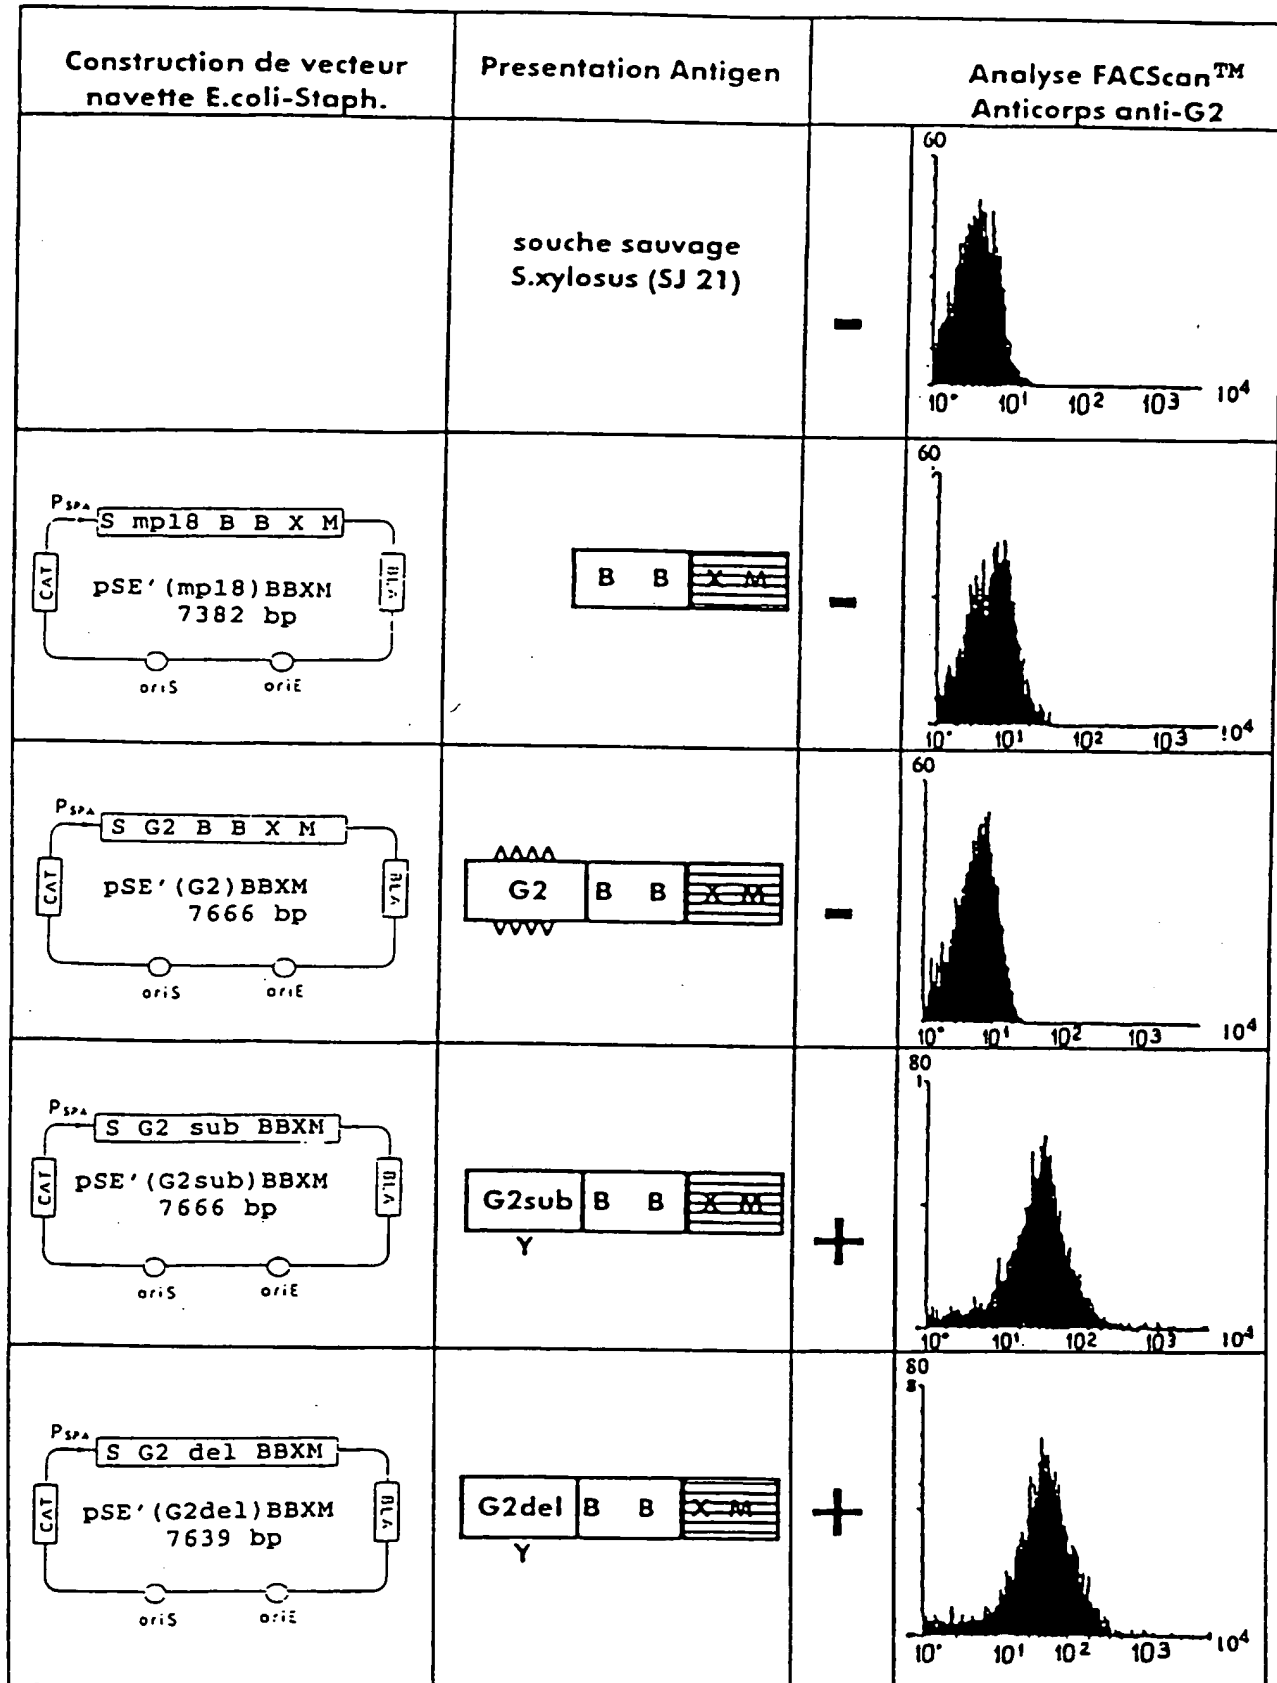 Construction de vecteur
navette E.coli-Staph.
Presentation Antigen
Analyse FACScan™
Anticorps anti-G2
souche sauvage
S.xylosus (SJ 21)
-
60
10° 10¹ 10² 10³ 10⁴
PSPA
S mp18 B B X M
CAT
BLA
pSE'(mp18)BBXM
7382 bp
oriS oriE
B B X M
-
60
10° 10¹ 10² 10³ 10⁴
PSPA
S G2 B B X M
CAT
BLA
pSE'(G2)BBXM
7666 bp
oriS oriE
G2 B B X M
-
60
10° 10¹ 10² 10³ 10⁴
PSPA
S G2 sub BBXM
CAT
BLA
pSE'(G2sub)BBXM
7666 bp
oriS oriE
G2sub B B X M
Y
+
80
10° 10¹ 10² 10³ 10⁴
PSPA
S G2 del BBXM
CAT
BLA
pSE'(G2del)BBXM
7639 bp
oriS oriE
G2del B B X M
Y
+
80
10° 10¹ 10² 10³ 10⁴